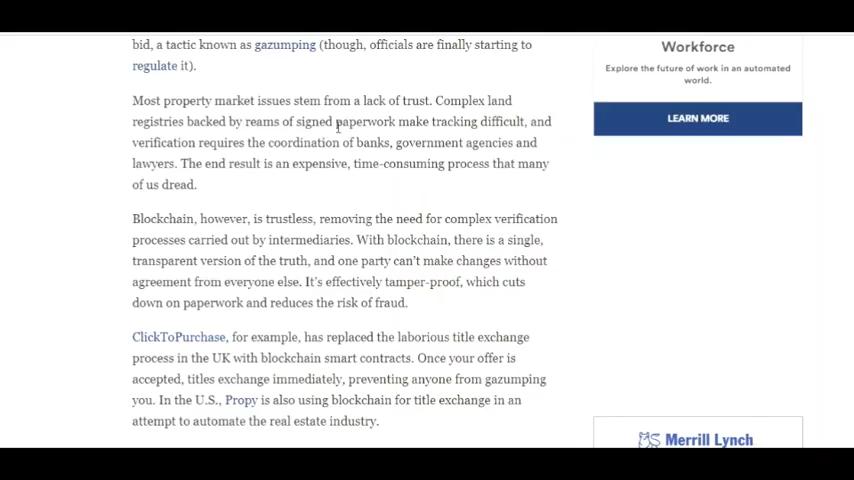 bid, a tactic known as gazumping (though, officials are finally starting to
regulate it).
Most property market issues stem from a lack of trust. Complex land
registries backed by reams of signed paperwork make tracking difficult, and
verification requires the coordination of banks, government agencies and
lawyers. The end result is an expensive, time-consuming process that many
of us dread.
Blockchain, however, is trustless, removing the need for complex verification
processes carried out by intermediaries. With blockchain, there is a single,
transparent version of the truth, and one party can't make changes without
agreement from everyone else. It's effectively tamper-proof, which cuts
down on paperwork and reduces the risk of fraud.
ClickToPurchase, for example, has replaced the laborious title exchange
process in the UK with blockchain smart contracts. Once your offer is
accepted, titles exchange immediately, preventing anyone from gazumping
you. In the U.S., Propy is also using blockchain for title exchange in an
attempt to automate the real estate industry.
Workforce
Explore the future of work in an automated
world.
LEARN MORE
Merrill Lynch